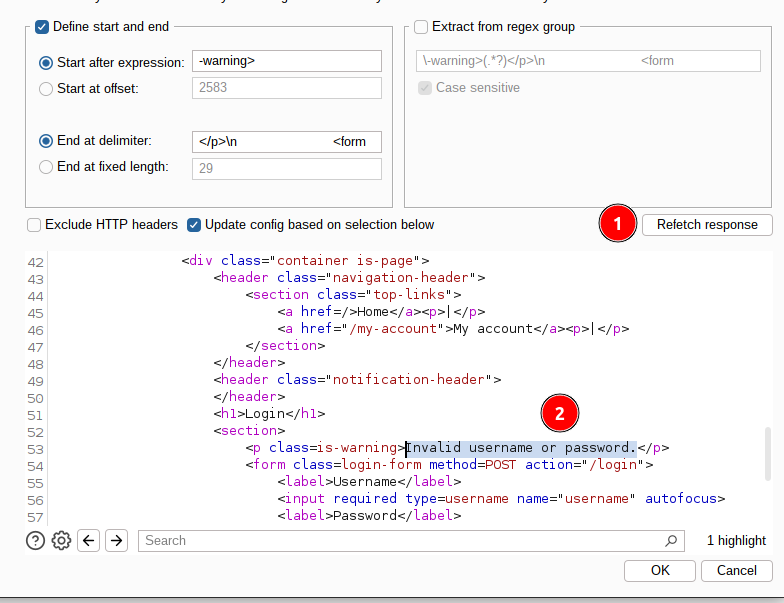 Define start and end
Extract from regex group
Start after expression: -warning>
\-warning>(.*?)</p>\n <form
Start at offset: 2583
Case sensitive
End at delimiter: </p>\n <form
End at fixed length: 29
Exclude HTTP headers Update config based on selection below
1
Refetch response
42 <div class="container is-page">
43 <header class="navigation-header">
44 <section class="top-links">
45 <a href=/>Home</a><p>|</p>
46 <a href="/my-account">My account</a><p>|</p>
47 </section>
48 </header>
49 <header class="notification-header">
50 </header>
51 <h1>Login</h1>
2
52 <section>
53 <p class=is-warning>Invalid username or password.</p>
54 <form class=login-form method=POST action="/login">
55 <label>Username</label>
56 <input required type=username name="username" autofocus>
57 <label>Password</label>
? Search 1 highlight
OK Cancel